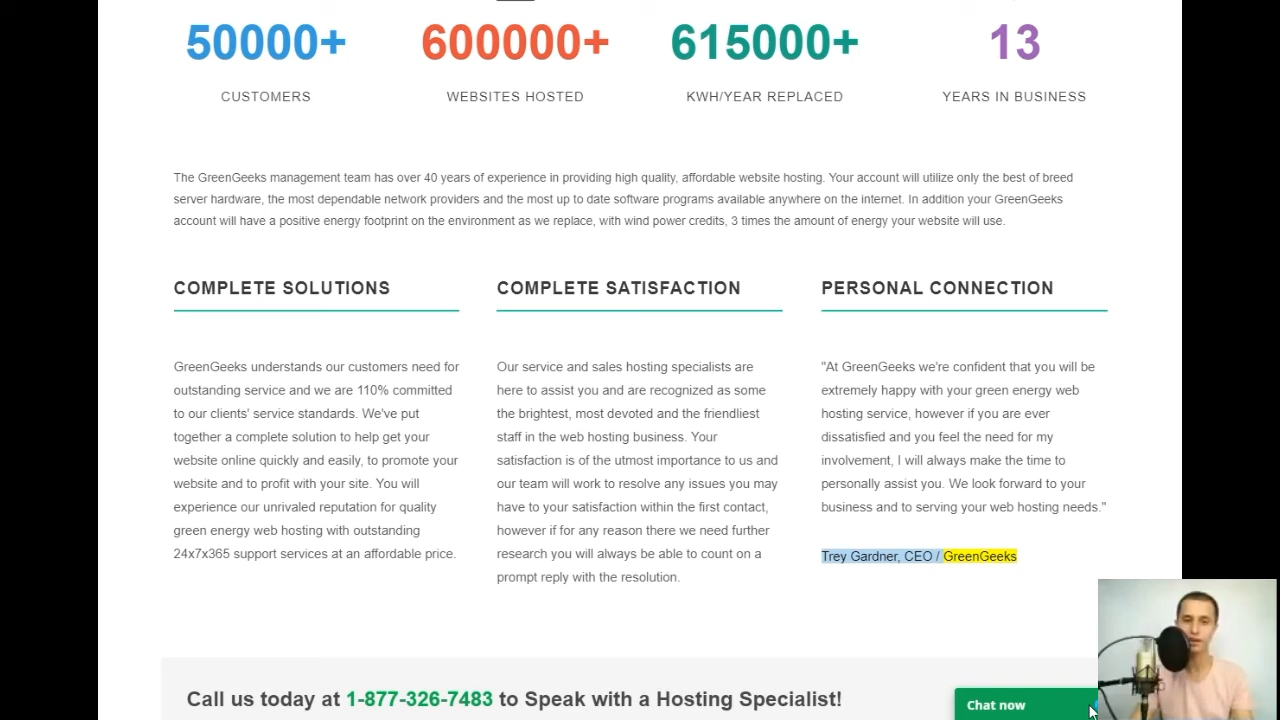 50000+ 600000+ 615000+ 13
CUSTOMERS WEBSITES HOSTED KWH/YEAR REPLACED YEARS IN BUSINESS
The GreenGeeks management team has over 40 years of experience in providing high quality, affordable website hosting. Your account will utilize only the best of breed
server hardware, the most dependable network providers and the most up to date software programs available anywhere on the internet. In addition your GreenGeeks
account will have a positive energy footprint on the environment as we replace, with wind power credits, 3 times the amount of energy your website will use.
COMPLETE SOLUTIONS
GreenGeeks understands our customers need for
outstanding service and we are 110% committed
to our clients' service standards. We've put
together a complete solution to help get your
website online quickly and easily, to promote your
website and to profit with your site. You will
experience our unrivaled reputation for quality
green energy web hosting with outstanding
24x7x365 support services at an affordable price.
COMPLETE SATISFACTION
Our service and sales hosting specialists are
here to assist you and are recognized as some
the brightest, most devoted and the friendliest
staff in the web hosting business. Your
satisfaction is of the utmost importance to us and
our team will work to resolve any issues you may
have to your satisfaction within the first contact,
however if for any reason there we need further
research you will always be able to count on a
prompt reply with the resolution.
PERSONAL CONNECTION
"At GreenGeeks we're confident that you will be
extremely happy with your green energy web
hosting service, however if you are ever
dissatisfied and you feel the need for my
involvement, I will always make the time to
personally assist you. We look forward to your
business and to serving your web hosting needs."
Trey Gardner, CEO / GreenGeeks
Call us today at 1-877-326-7483 to Speak with a Hosting Specialist!
Chat now